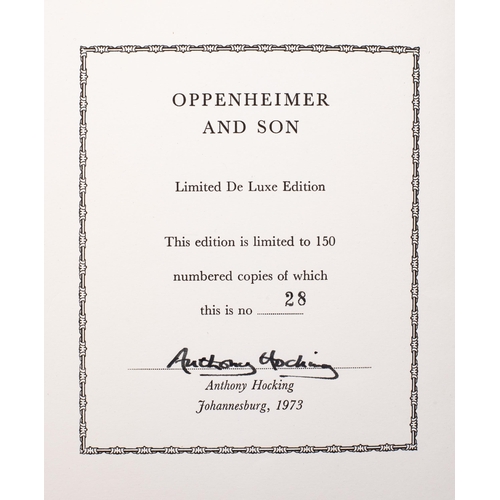 OPPENHEIMER
AND SON
Limited De Luxe Edition
This edition is limited to 150
numbered copies of which
this is no 28
Anthony Hocking
Anthony Hocking
Johannesburg, 1973